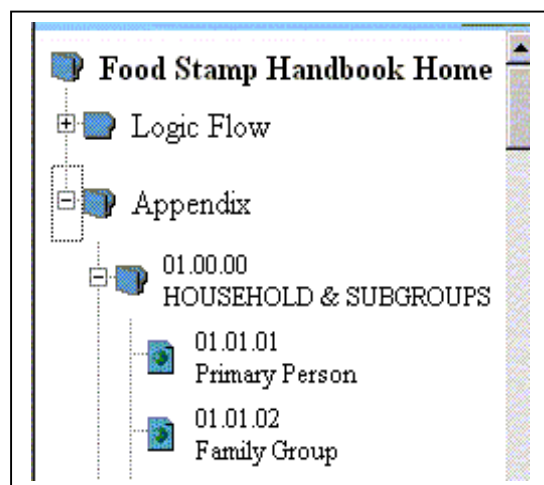 Food Stamp Handbook Home
Logic Flow
Appendix
01.00.00
HOUSEHOLD & SUBGROUPS
01.01.01
Primary Person
01.01.02
Family Group